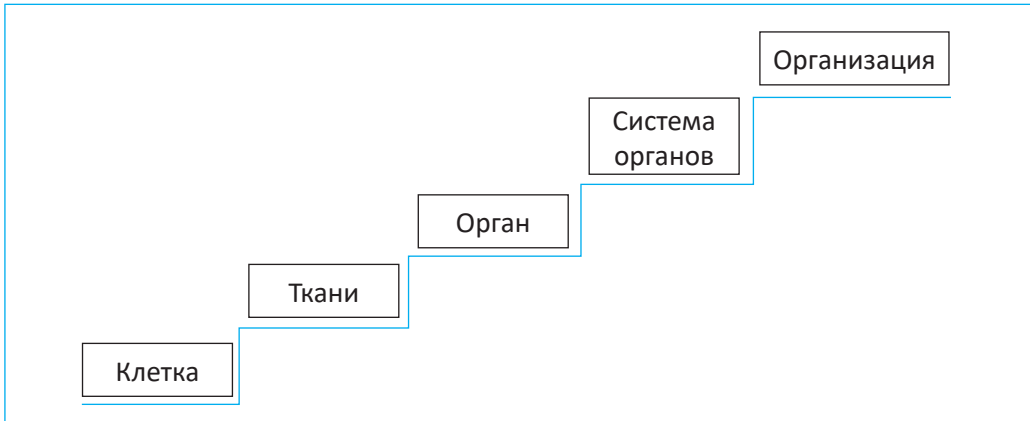 Организация
Система
органов
Орган
Ткани
Клетка